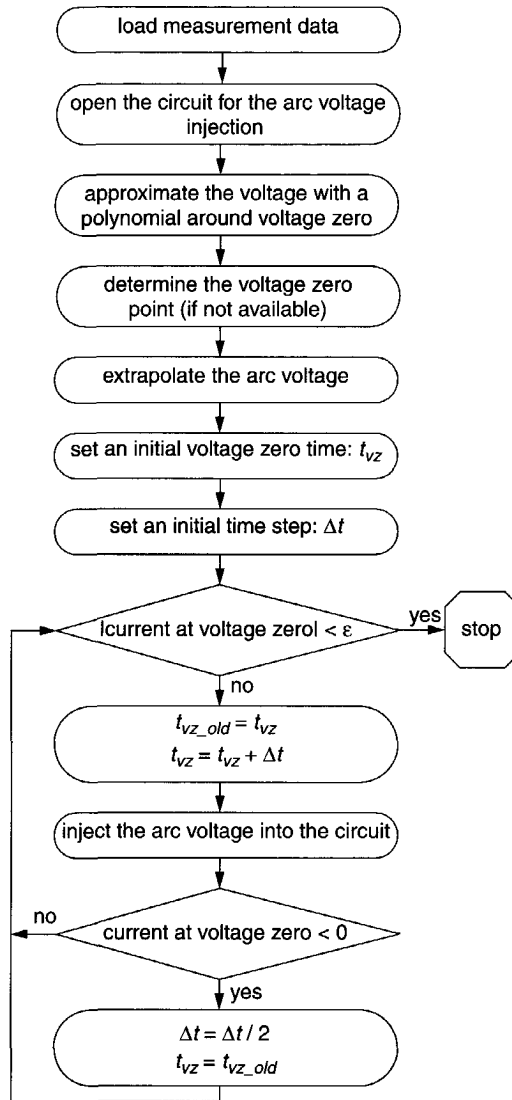 load measurement data
open the circuit for the arc voltage
injection
approximate the voltage with a
polynomial around voltage zero
determine the voltage zero
point (if not available)
extrapolate the arc voltage
set an initial voltage zero time: t_vz
set an initial time step: Δt
|current at voltage zero| < ε
yes
stop
no
t_vz_old = t_vz
t_vz = t_vz + Δt
inject the arc voltage into the circuit
no
current at voltage zero < 0
yes
Δt = Δt / 2
t_vz = t_vz_old